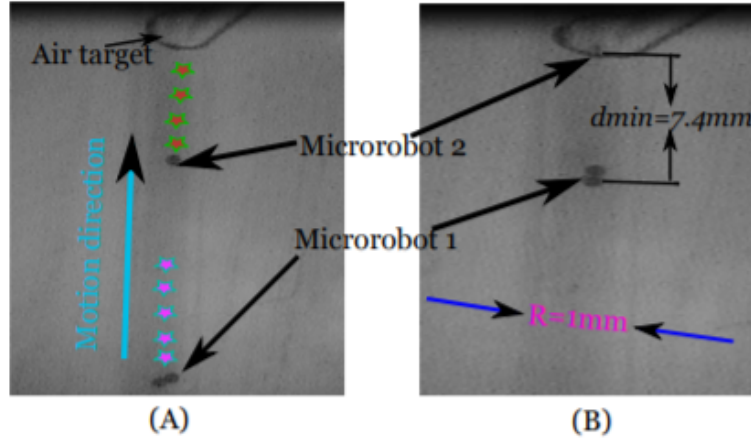 Air target
Motion direction
Microrobot 2
Microrobot 1
dmin=7.4mm
R=1mm
(A)
(B)